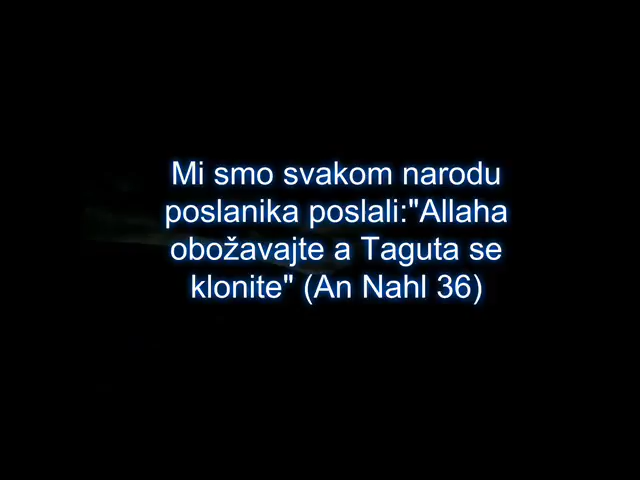 Mi smo svakom narodu
poslanika poslali:"Allaha
obožavajte a Taguta se
klonite" (An Nahl 36)